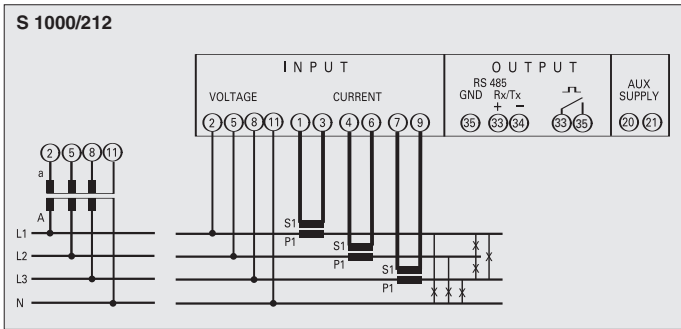 S 1000/212
INPUT
OUTPUT
RS 485
GND Rx/Tx
+ −
AUX
SUPPLY
VOLTAGE
CURRENT
2 5 8 11 1 3 4 6 7 9 35 33 34 33 35 20 21
2 5 8 11
a
A
S1
P1
S1
P1
S1
P1
L1
L2
L3
N